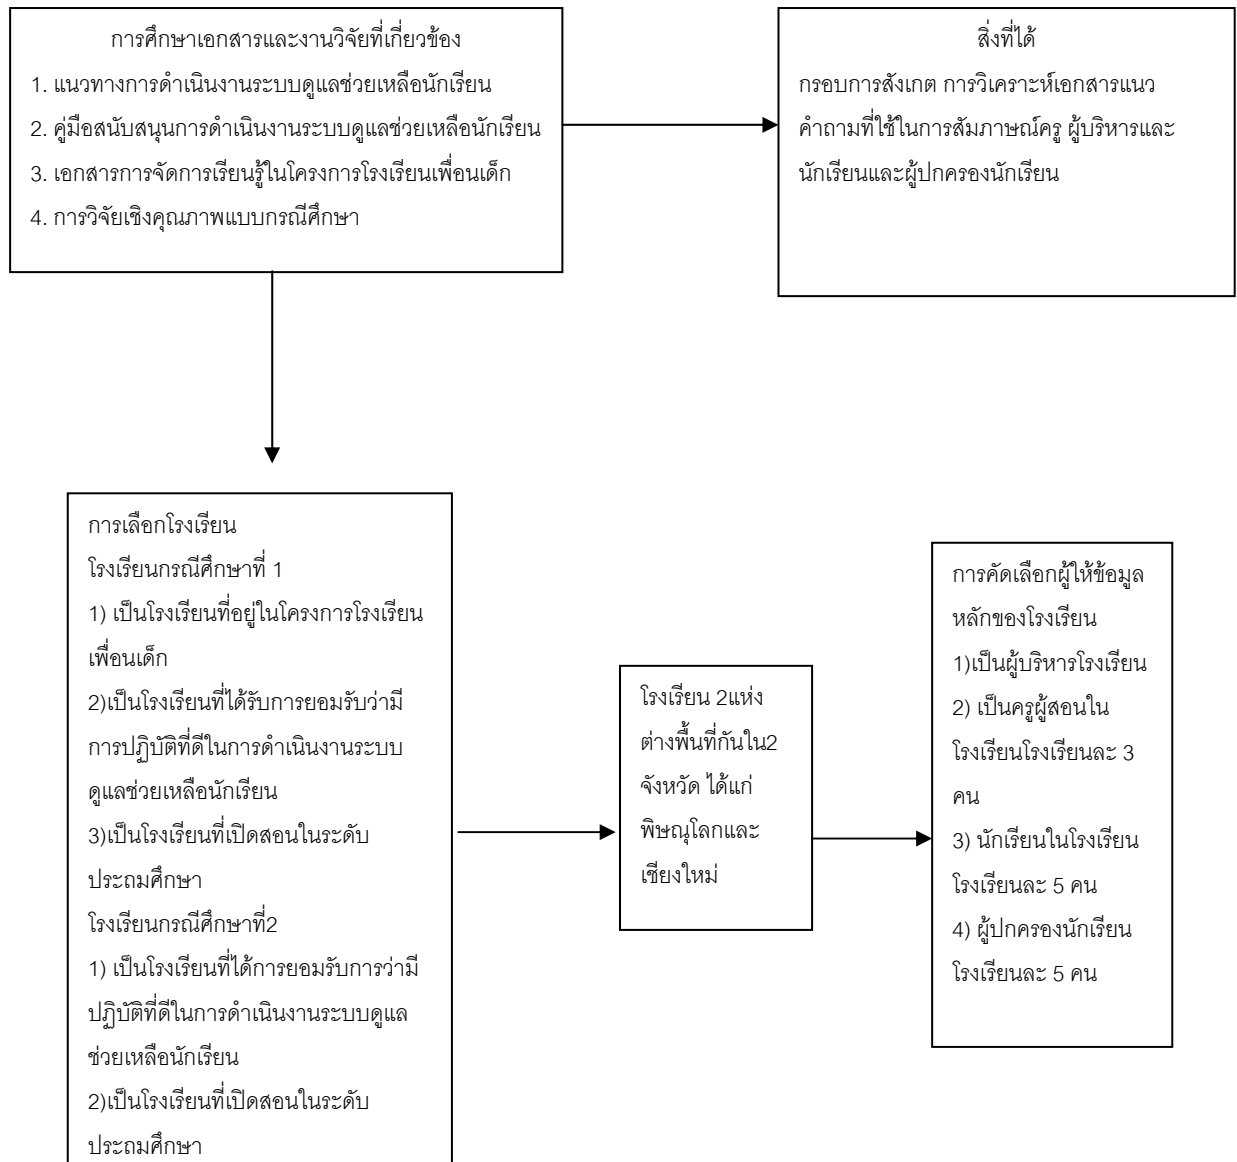 การศึกษาเอกสารและงานวิจัยที่เกี่ยวข้อง
1. แนวทางการดำเนินงานระบบดูแลช่วยเหลือนักเรียน
2. คู่มือสนับสนุนการดำเนินงานระบบดูแลช่วยเหลือนักเรียน
3. เอกสารการจัดการเรียนรู้ในโครงการโรงเรียนเพื่อนเด็ก
4. การวิจัยเชิงคุณภาพแบบกรณีศึกษา
สิ่งที่ได้
กรอบการสังเกต การวิเคราะห์เอกสารแนว
คำถามที่ใช้ในการสัมภาษณ์ครู ผู้บริหารและ
นักเรียนและผู้ปกครองนักเรียน
การเลือกโรงเรียน
โรงเรียนกรณีศึกษาที่ 1
1) เป็นโรงเรียนที่อยู่ในโครงการโรงเรียน
เพื่อนเด็ก
2)เป็นโรงเรียนที่ได้รับการยอมรับว่ามี
การปฏิบัติที่ดีในการดำเนินงานระบบ
ดูแลช่วยเหลือนักเรียน
3)เป็นโรงเรียนที่เปิดสอนในระดับ
ประถมศึกษา
โรงเรียนกรณีศึกษาที่2
1) เป็นโรงเรียนที่ได้การยอมรับการว่ามี
ปฏิบัติที่ดีในการดำเนินงานระบบดูแล
ช่วยเหลือนักเรียน
2)เป็นโรงเรียนที่เปิดสอนในระดับ
ประถมศึกษา
โรงเรียน 2แห่ง
ต่างพื้นที่กันใน2
จังหวัด ได้แก่
พิษณุโลกและ
เชียงใหม่
การคัดเลือกผู้ให้ข้อมูล
หลักของโรงเรียน
1)เป็นผู้บริหารโรงเรียน
2) เป็นครูผู้สอนใน
โรงเรียนโรงเรียนละ 3
คน
3) นักเรียนในโรงเรียน
โรงเรียนละ 5 คน
4) ผู้ปกครองนักเรียน
โรงเรียนละ 5 คน